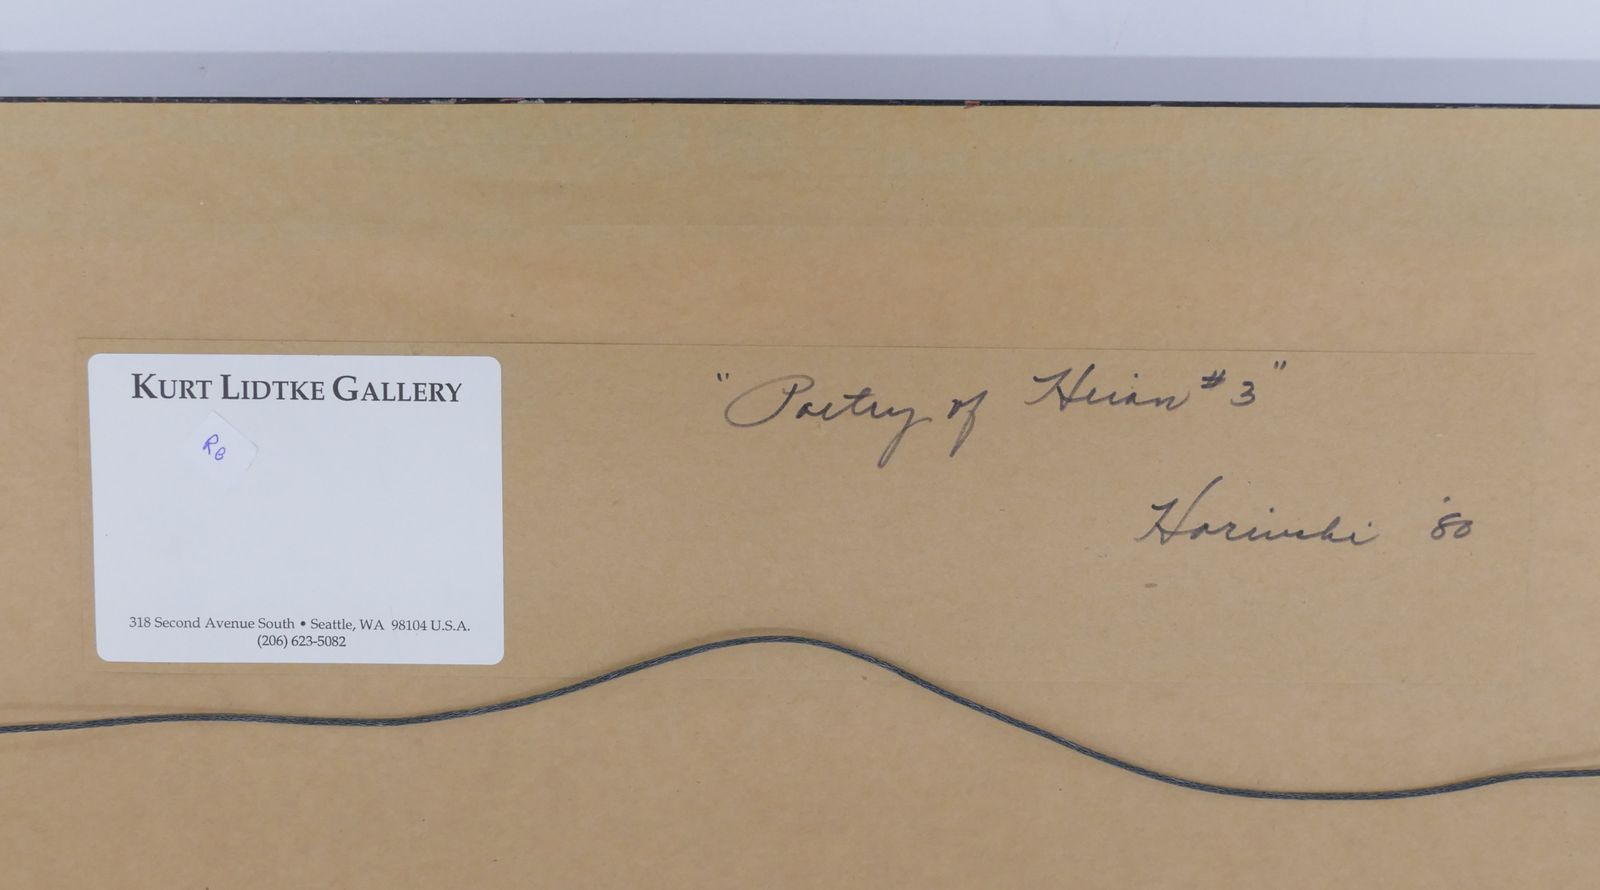 KURT LIDTKE GALLERY
RB
318 Second Avenue South • Seattle, WA 98104 U.S.A.
(206) 623-5082
"Poetry of Heian #3"
Horiuchi '80